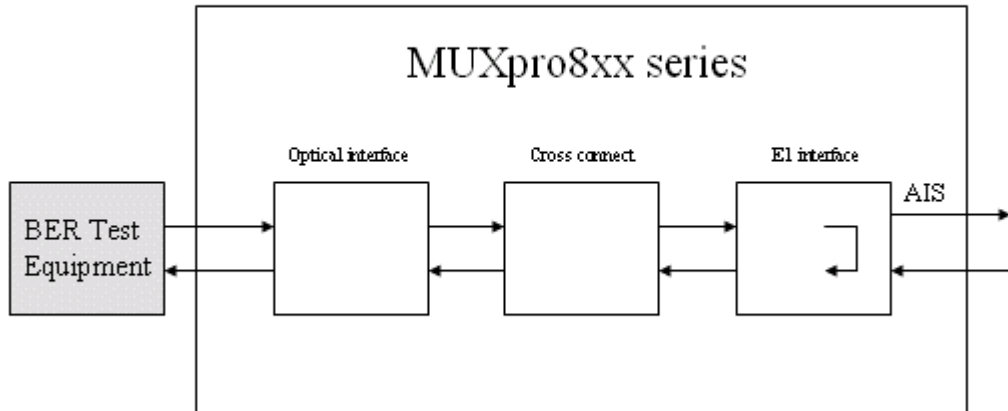 MUXpro8xx series
Optical interface
Cross connect
E1 interface
AIS
BER Test
Equipment